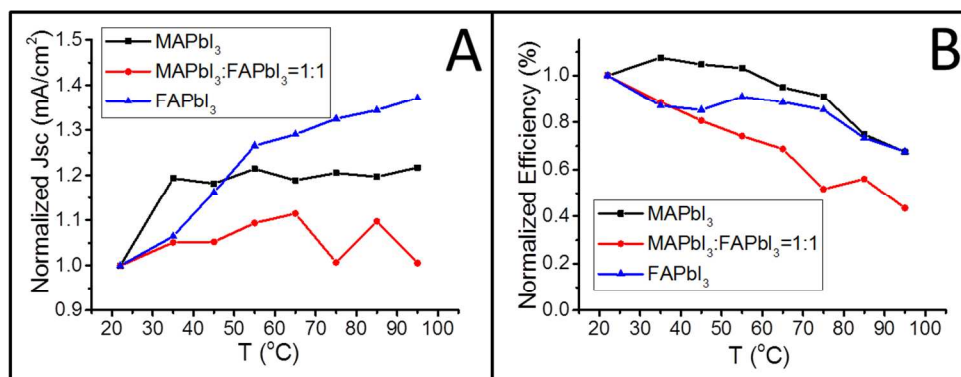 A
MAPbI₃
MAPbI₃:FAPbI₃=1:1
FAPbI₃
Normalized Jsc (mA/cm²)
1.5
1.4
1.3
1.2
1.1
1.0
0.9
20 30 40 50 60 70 80 90 100
T (°C)
B
Normalized Efficiency (%)
1.0
0.8
0.6
0.4
0.2
0.0
MAPbI₃
MAPbI₃:FAPbI₃=1:1
FAPbI₃
20 30 40 50 60 70 80 90 100
T (°C)